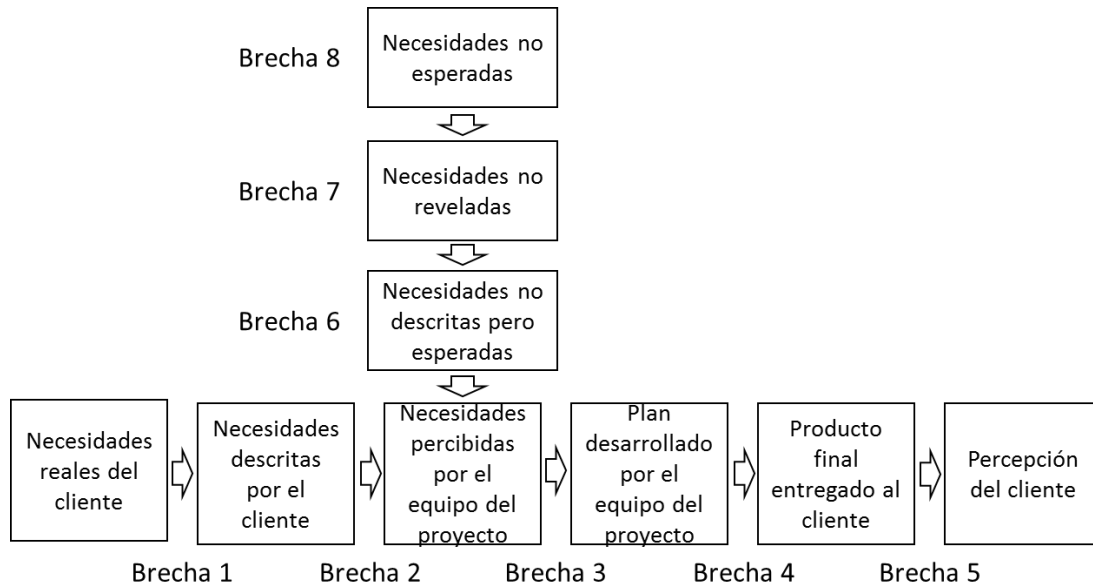 Brecha 8
Necesidades no
esperadas
Brecha 7
Necesidades no
reveladas
Brecha 6
Necesidades no
descritas pero
esperadas
Necesidades
reales del
cliente
Necesidades
descritas
por el
cliente
Necesidades
percibidas
por el
equipo del
proyecto
Plan
desarrollado
por el
equipo del
proyecto
Producto
final
entregado al
cliente
Percepción
del cliente
Brecha 1
Brecha 2
Brecha 3
Brecha 4
Brecha 5